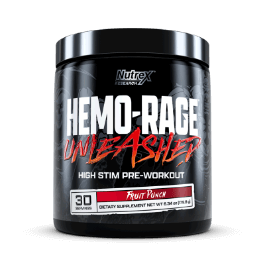 Nutrex
RESEARCH
HEMO-RAGE
UNLEASHED
HIGH STIM PRE-WORKOUT
30
SERVINGS
FRUIT PUNCH